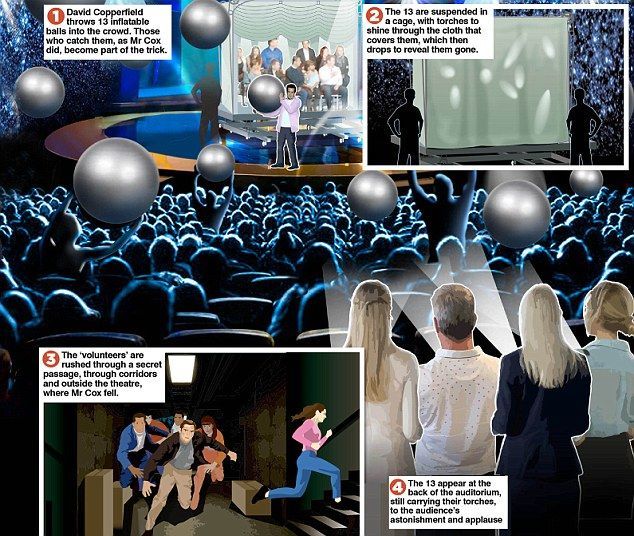 1 David Copperfield
throws 13 inflatable
balls into the crowd. Those
who catch them, as Mr Cox
did, become part of the trick.
2 The 13 are suspended in
a cage, with torches to
shine through the cloth that
covers them, which then
drops to reveal them gone.
3 The ‘volunteers’ are
rushed through a secret
passage, through corridors
and outside the theatre,
where Mr Cox fell.
4 The 13 appear at the
back of the auditorium,
still carrying their torches,
to the audience’s
astonishment and applause